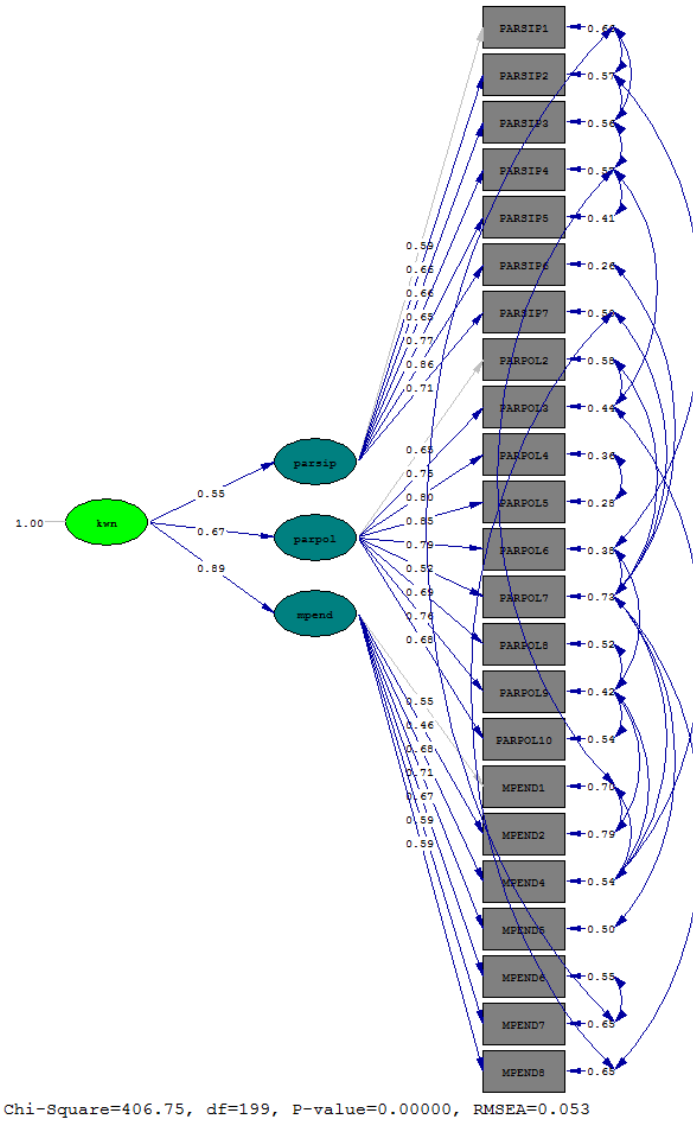 PARSIP1
PARSIP2
0.57
PARSIP3
0.56
PARSIP4
PARSIP5
0.41
PARSIP6
0.26
PARSIP7
PARPOL2
0.58
PARPOL3
0.44
PARPOL4
0.36
PARPOL5
0.28
PARPOL6
0.38
PARPOL7
0.73
PARPOL8
0.52
PARPOL9
0.42
PARPOL10
0.54
MPEND1
0.70
MPEND2
0.79
MPEND4
0.54
MPEND5
0.50
MPEND6
0.55
MPEND7
0.65
MPEND8
0.65
0.59
0.66
0.66
0.65
0.77
0.86
0.71
0.65
0.75
0.80
0.85
0.79
0.52
0.69
0.76
0.68
0.55
0.46
0.68
0.71
0.67
0.59
0.59
parsip
parpol
mpend
0.55
0.67
0.89
1.00
kwn
Chi-Square=406.75, df=199, P-value=0.00000, RMSEA=0.053